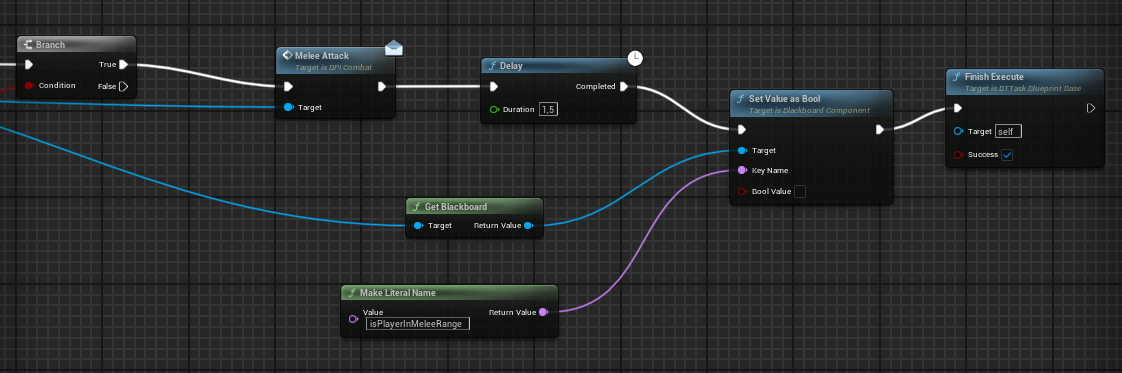 Branch
True
Condition
False
Melee Attack
Target is BPI Combat
Target
Delay
Completed
Duration 1,5
Set Value as Bool
Target is Blackboard Component
Target
Key Name
Bool Value
Finish Execute
Target is BTTask Blueprint Base
Target self
Success
Get Blackboard
Target Return Value
Make Literal Name
Value
Return Value
isPlayerInMeleeRange